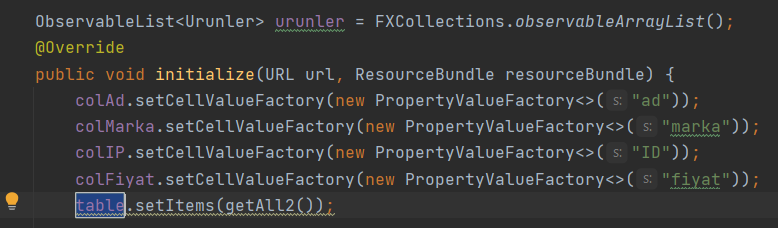 ObservableList<Urunler> urunler = FXCollections.observableArrayList();
@Override
public void initialize(URL url, ResourceBundle resourceBundle) {
colAd.setCellValueFactory(new PropertyValueFactory<>( s: "ad"));
colMarka.setCellValueFactory(new PropertyValueFactory<>( s: "marka"));
colIP.setCellValueFactory(new PropertyValueFactory<>( s: "ID"));
colFiyat.setCellValueFactory(new PropertyValueFactory<>( s: "fiyat"));
table.setItems(getAll2());